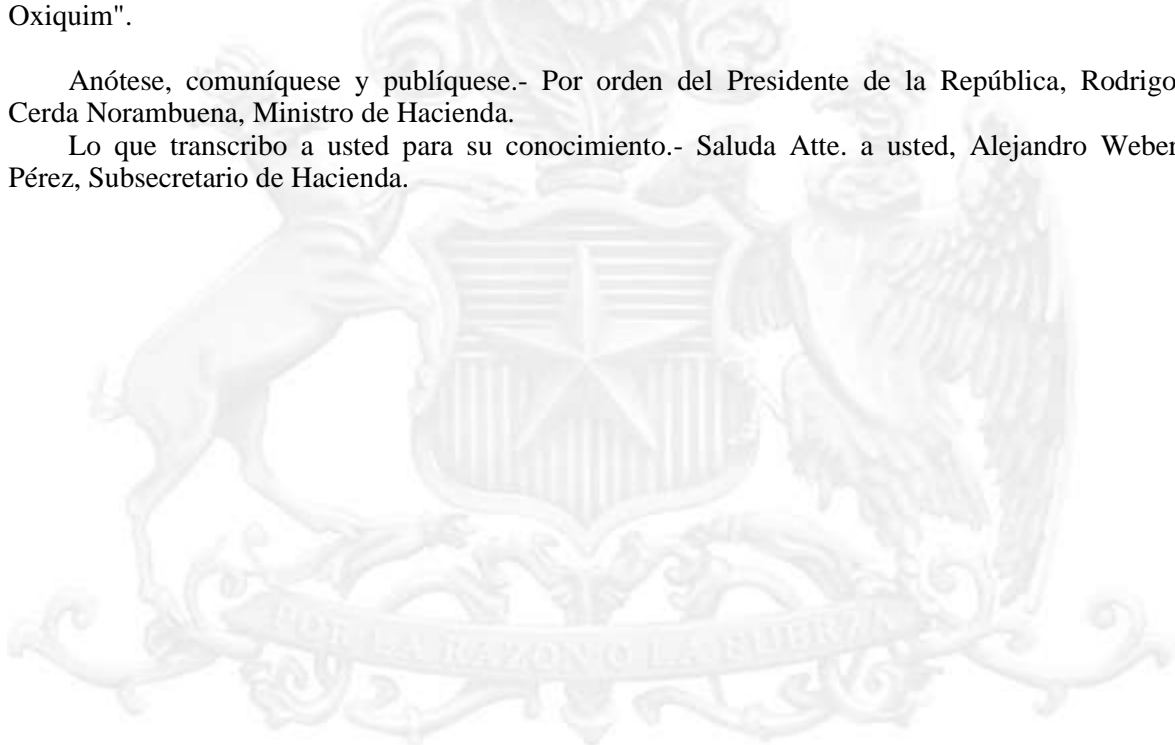 Oxiquim".
Anótese, comuníquese y publíquese.- Por orden del Presidente de la República, Rodrigo
Cerda Norambuena, Ministro de Hacienda.
Lo que transcribo a usted para su conocimiento.- Saluda Atte. a usted, Alejandro Weber
Pérez, Subsecretario de Hacienda.
POR LA RAZON O LA FUERZA